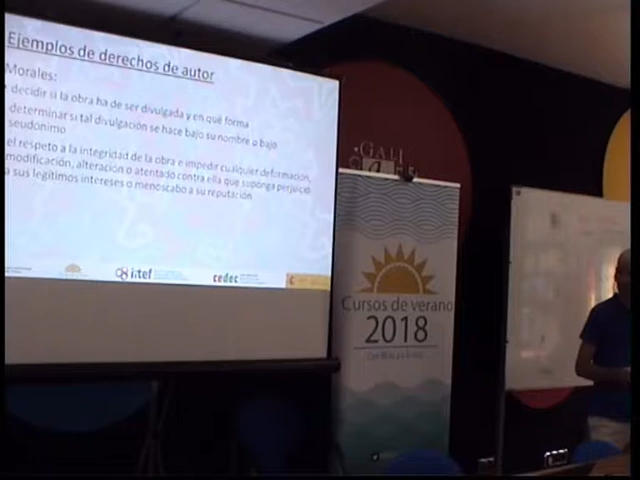 Ejemplos de derechos de autor
Morales:
decidir si la obra ha de ser divulgada y en qué forma
determinar si tal divulgación se hace bajo su nombre o bajo
seudónimo
el respeto a la integridad de la obra e impedir cualquier deformación,
modificación, alteración o atentado contra ella que suponga perjuicio
a sus legítimos intereses o menoscabo a su reputación
intef
cedec
Cursos de verano
2018